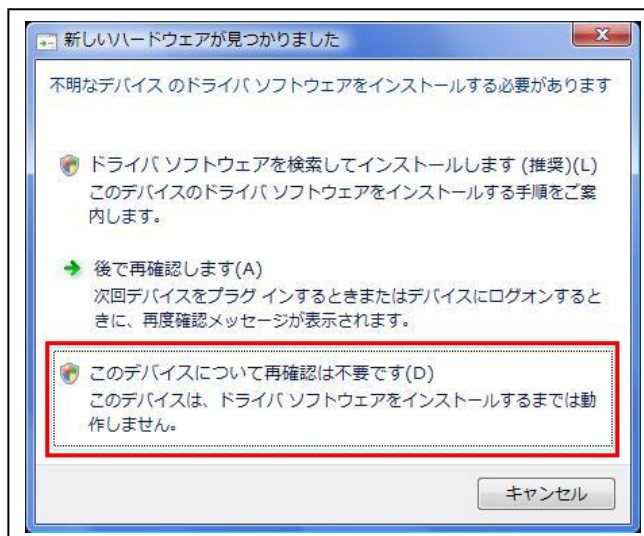 新しいハードウェアが見つかりました
不明なデバイス のドライバ ソフトウェアをインストールする必要があります
ドライバ ソフトウェアを検索してインストールします (推奨)(L)
このデバイスのドライバ ソフトウェアをインストールする手順をご案
内します。
後で再確認します(A)
次回デバイスをプラグ インするときまたはデバイスにログオンすると
きに、再度確認メッセージが表示されます。
このデバイスについて再確認は不要です(D)
このデバイスは、ドライバ ソフトウェアをインストールするまでは動
作しません。
キャンセル